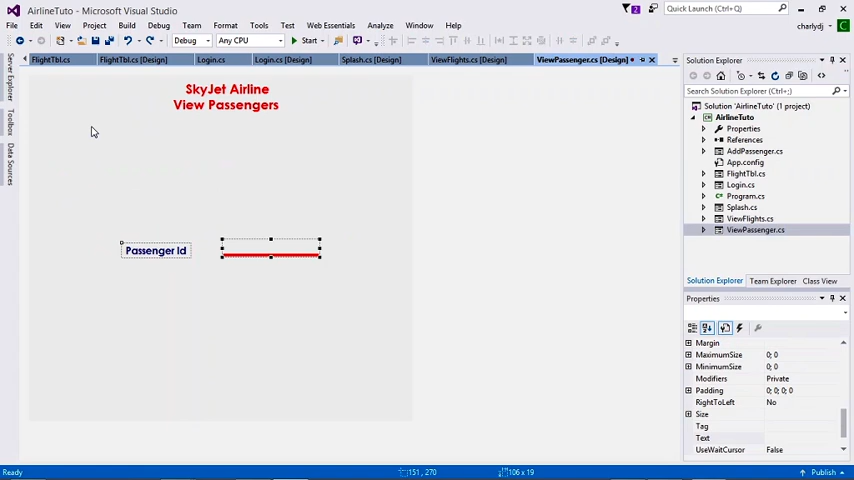 AirlineTuto - Microsoft Visual Studio
2
Quick Launch (Ctrl+Q)
File Edit View Project Build Debug Team Format Tools Test Web Essentials Analyze Window Help
charlydj
Debug Any CPU Start
FlightTbl.cs FlightTbl.cs [Design] Login.cs Login.cs [Design] Splash.cs [Design] ViewFlights.cs [Design] ViewPassenger.cs [Design]
Solution Explorer
Server Explorer
Toolbox
Data Sources
SkyJet Airline
View Passengers
Passenger Id
Search Solution Explorer (Ctrl+;)
Solution 'AirlineTuto' (1 project)
AirlineTuto
Properties
References
AddPassenger.cs
App.config
FlightTbl.cs
Login.cs
Program.cs
Splash.cs
ViewFlights.cs
ViewPassenger.cs
Solution Explorer Team Explorer Class View
Properties
Margin
MaximumSize 0; 0
MinimumSize 0; 0
Modifiers Private
Padding 0; 0; 0; 0
RightToLeft No
Size
Tag
Text
UseWaitCursor False
Ready
151 , 270
106 x 19
Publish